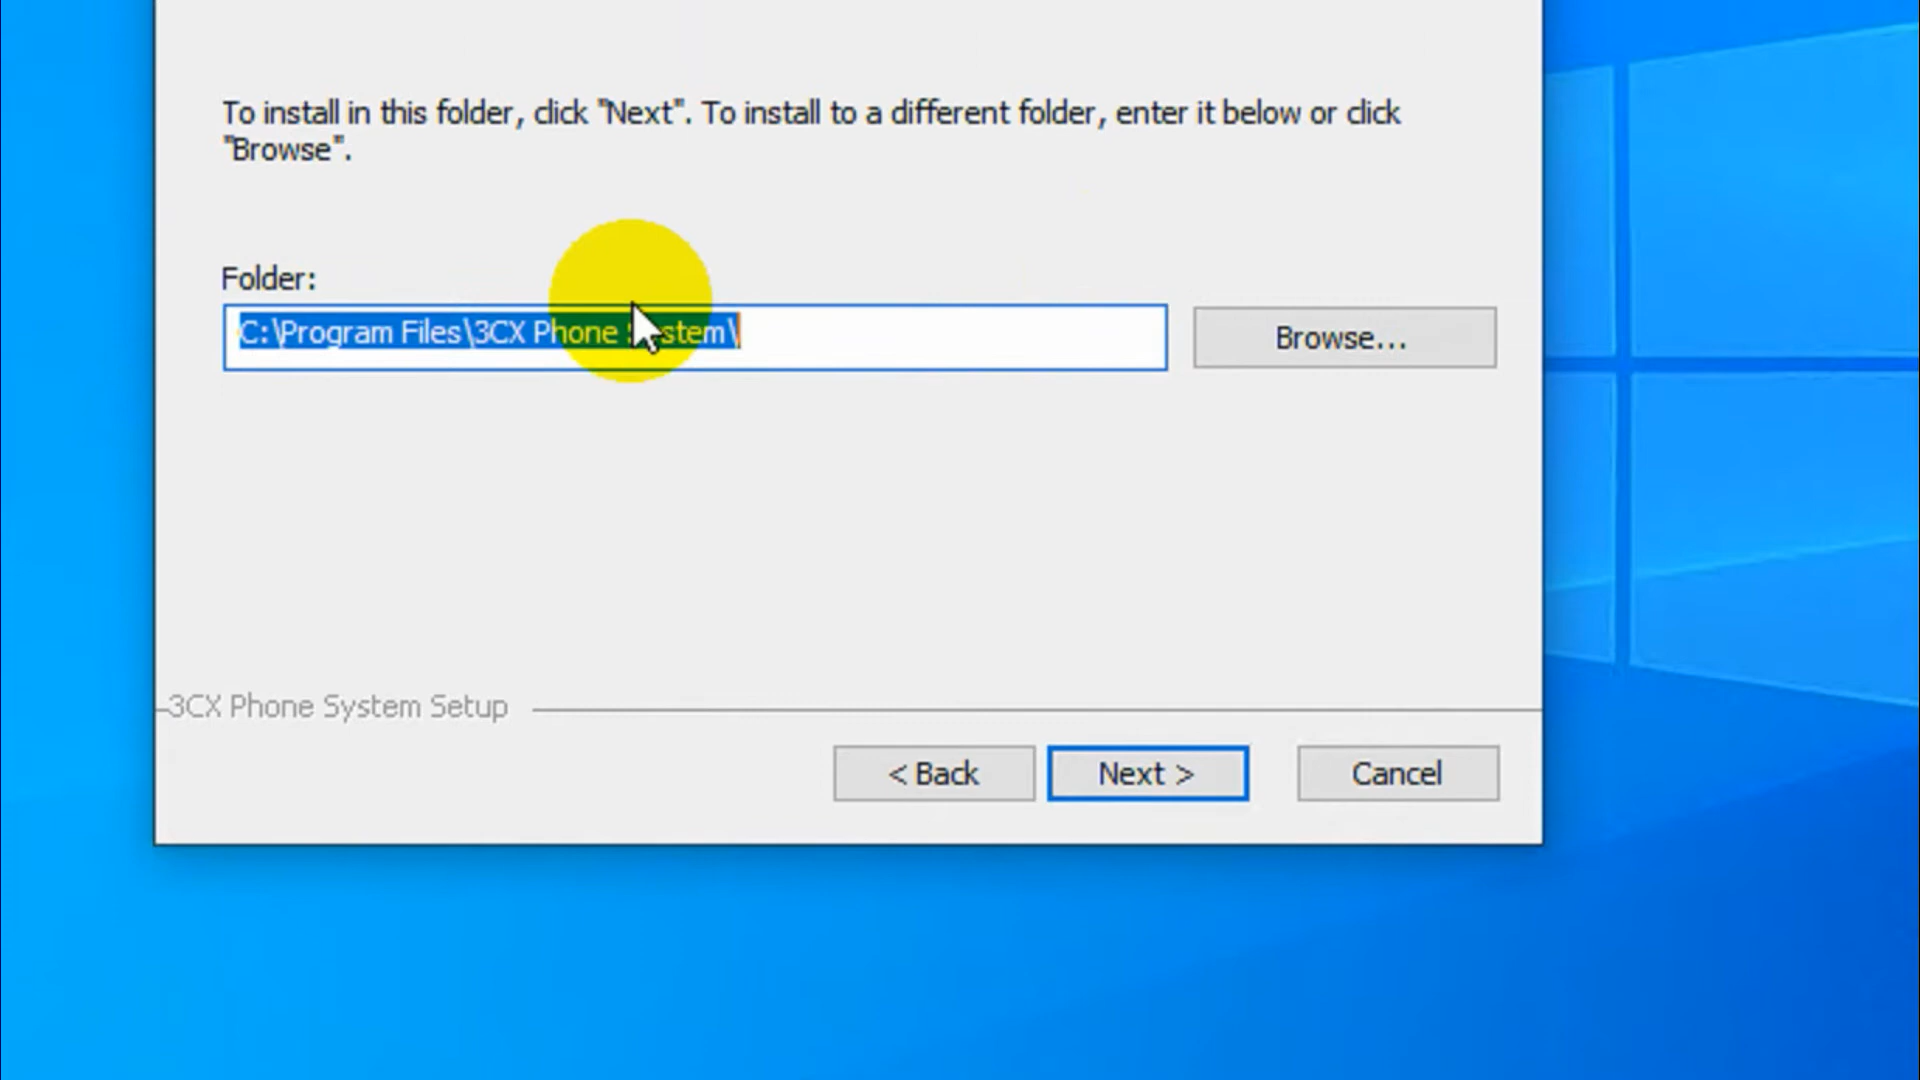 To install in this folder, click "Next". To install to a different folder, enter it below or click
"Browse".
Folder:
C:\Program Files\3CX Phone System\
Browse...
3CX Phone System Setup
< Back
Next >
Cancel